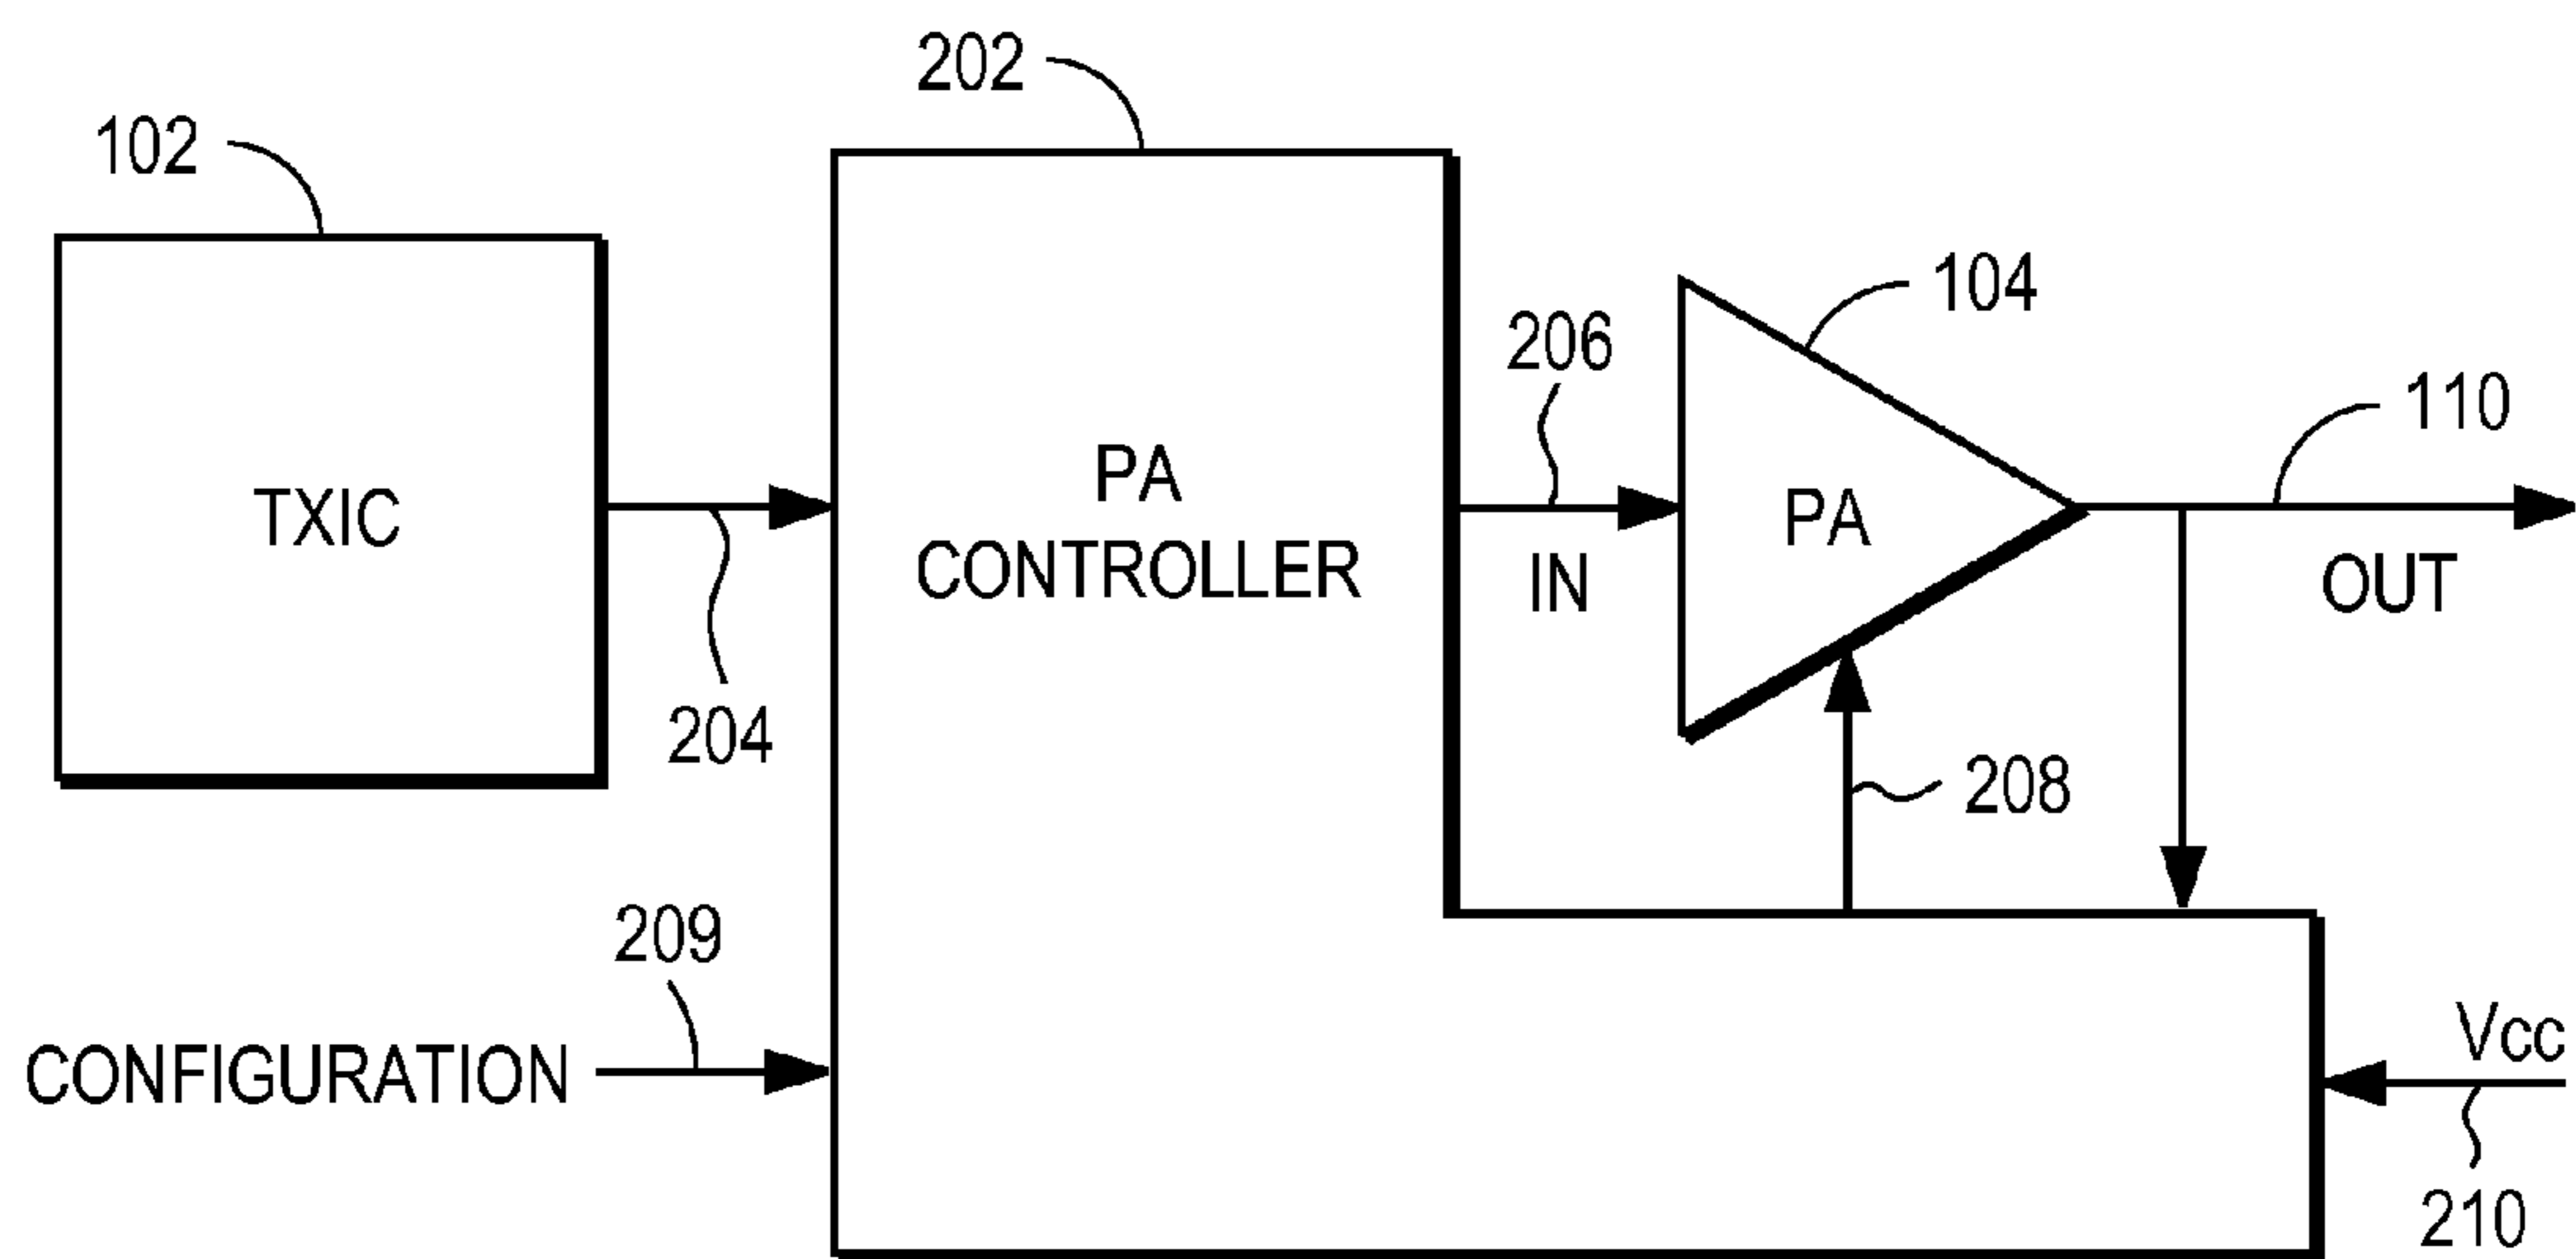 202
102
104
206
110
TXIC
PA
CONTROLLER
PA
IN
OUT
204
208
209
CONFIGURATION
Vcc
210